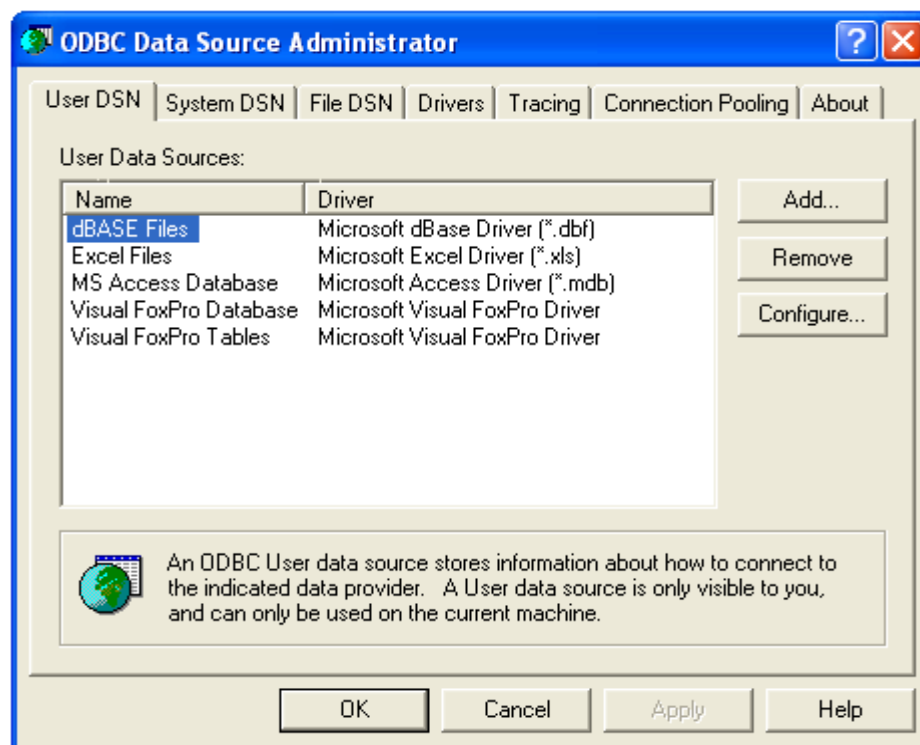 ODBC Data Source Administrator
User DSN System DSN File DSN Drivers Tracing Connection Pooling About
User Data Sources:
Name Driver
dBASE Files Microsoft dBase Driver (*.dbf)
Excel Files Microsoft Excel Driver (*.xls)
MS Access Database Microsoft Access Driver (*.mdb)
Visual FoxPro Database Microsoft Visual FoxPro Driver
Visual FoxPro Tables Microsoft Visual FoxPro Driver
Add...
Remove
Configure...
An ODBC User data source stores information about how to connect to
the indicated data provider. A User data source is only visible to you,
and can only be used on the current machine.
OK Cancel Apply Help